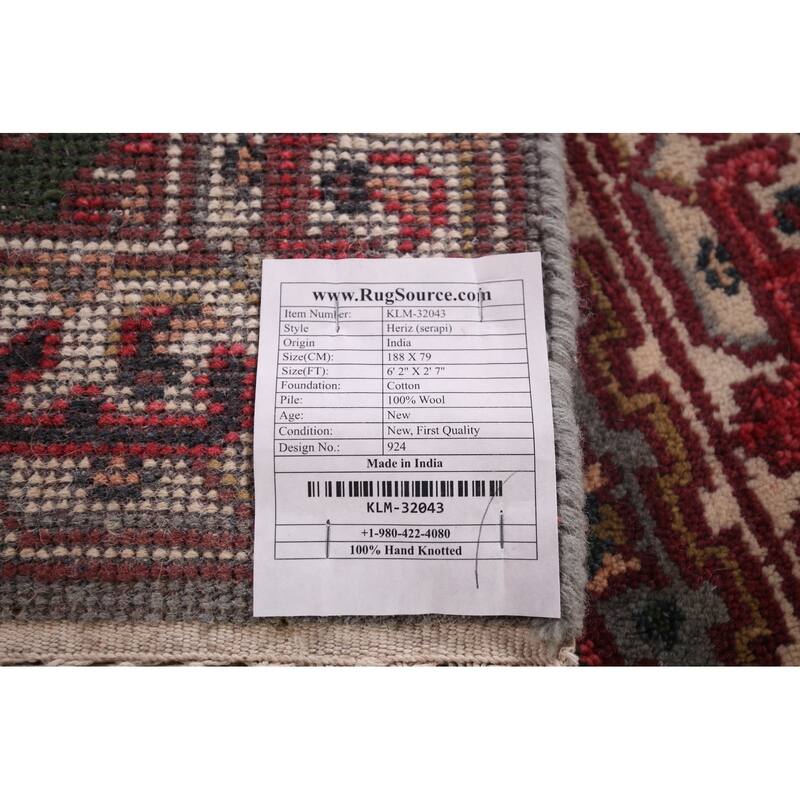 www.RugSource.com
Item Number: KLM-32043
Style Heriz (serapi)
Origin India
Size(CM): 188 X 79
Size(FT): 6' 2" X 2' 7"
Foundation: Cotton
Pile: 100% Wool
Age: New
Condition: New, First Quality
Design No.: 924
Made in India
KLM-32043
+1-980-422-4080
100% Hand Knotted